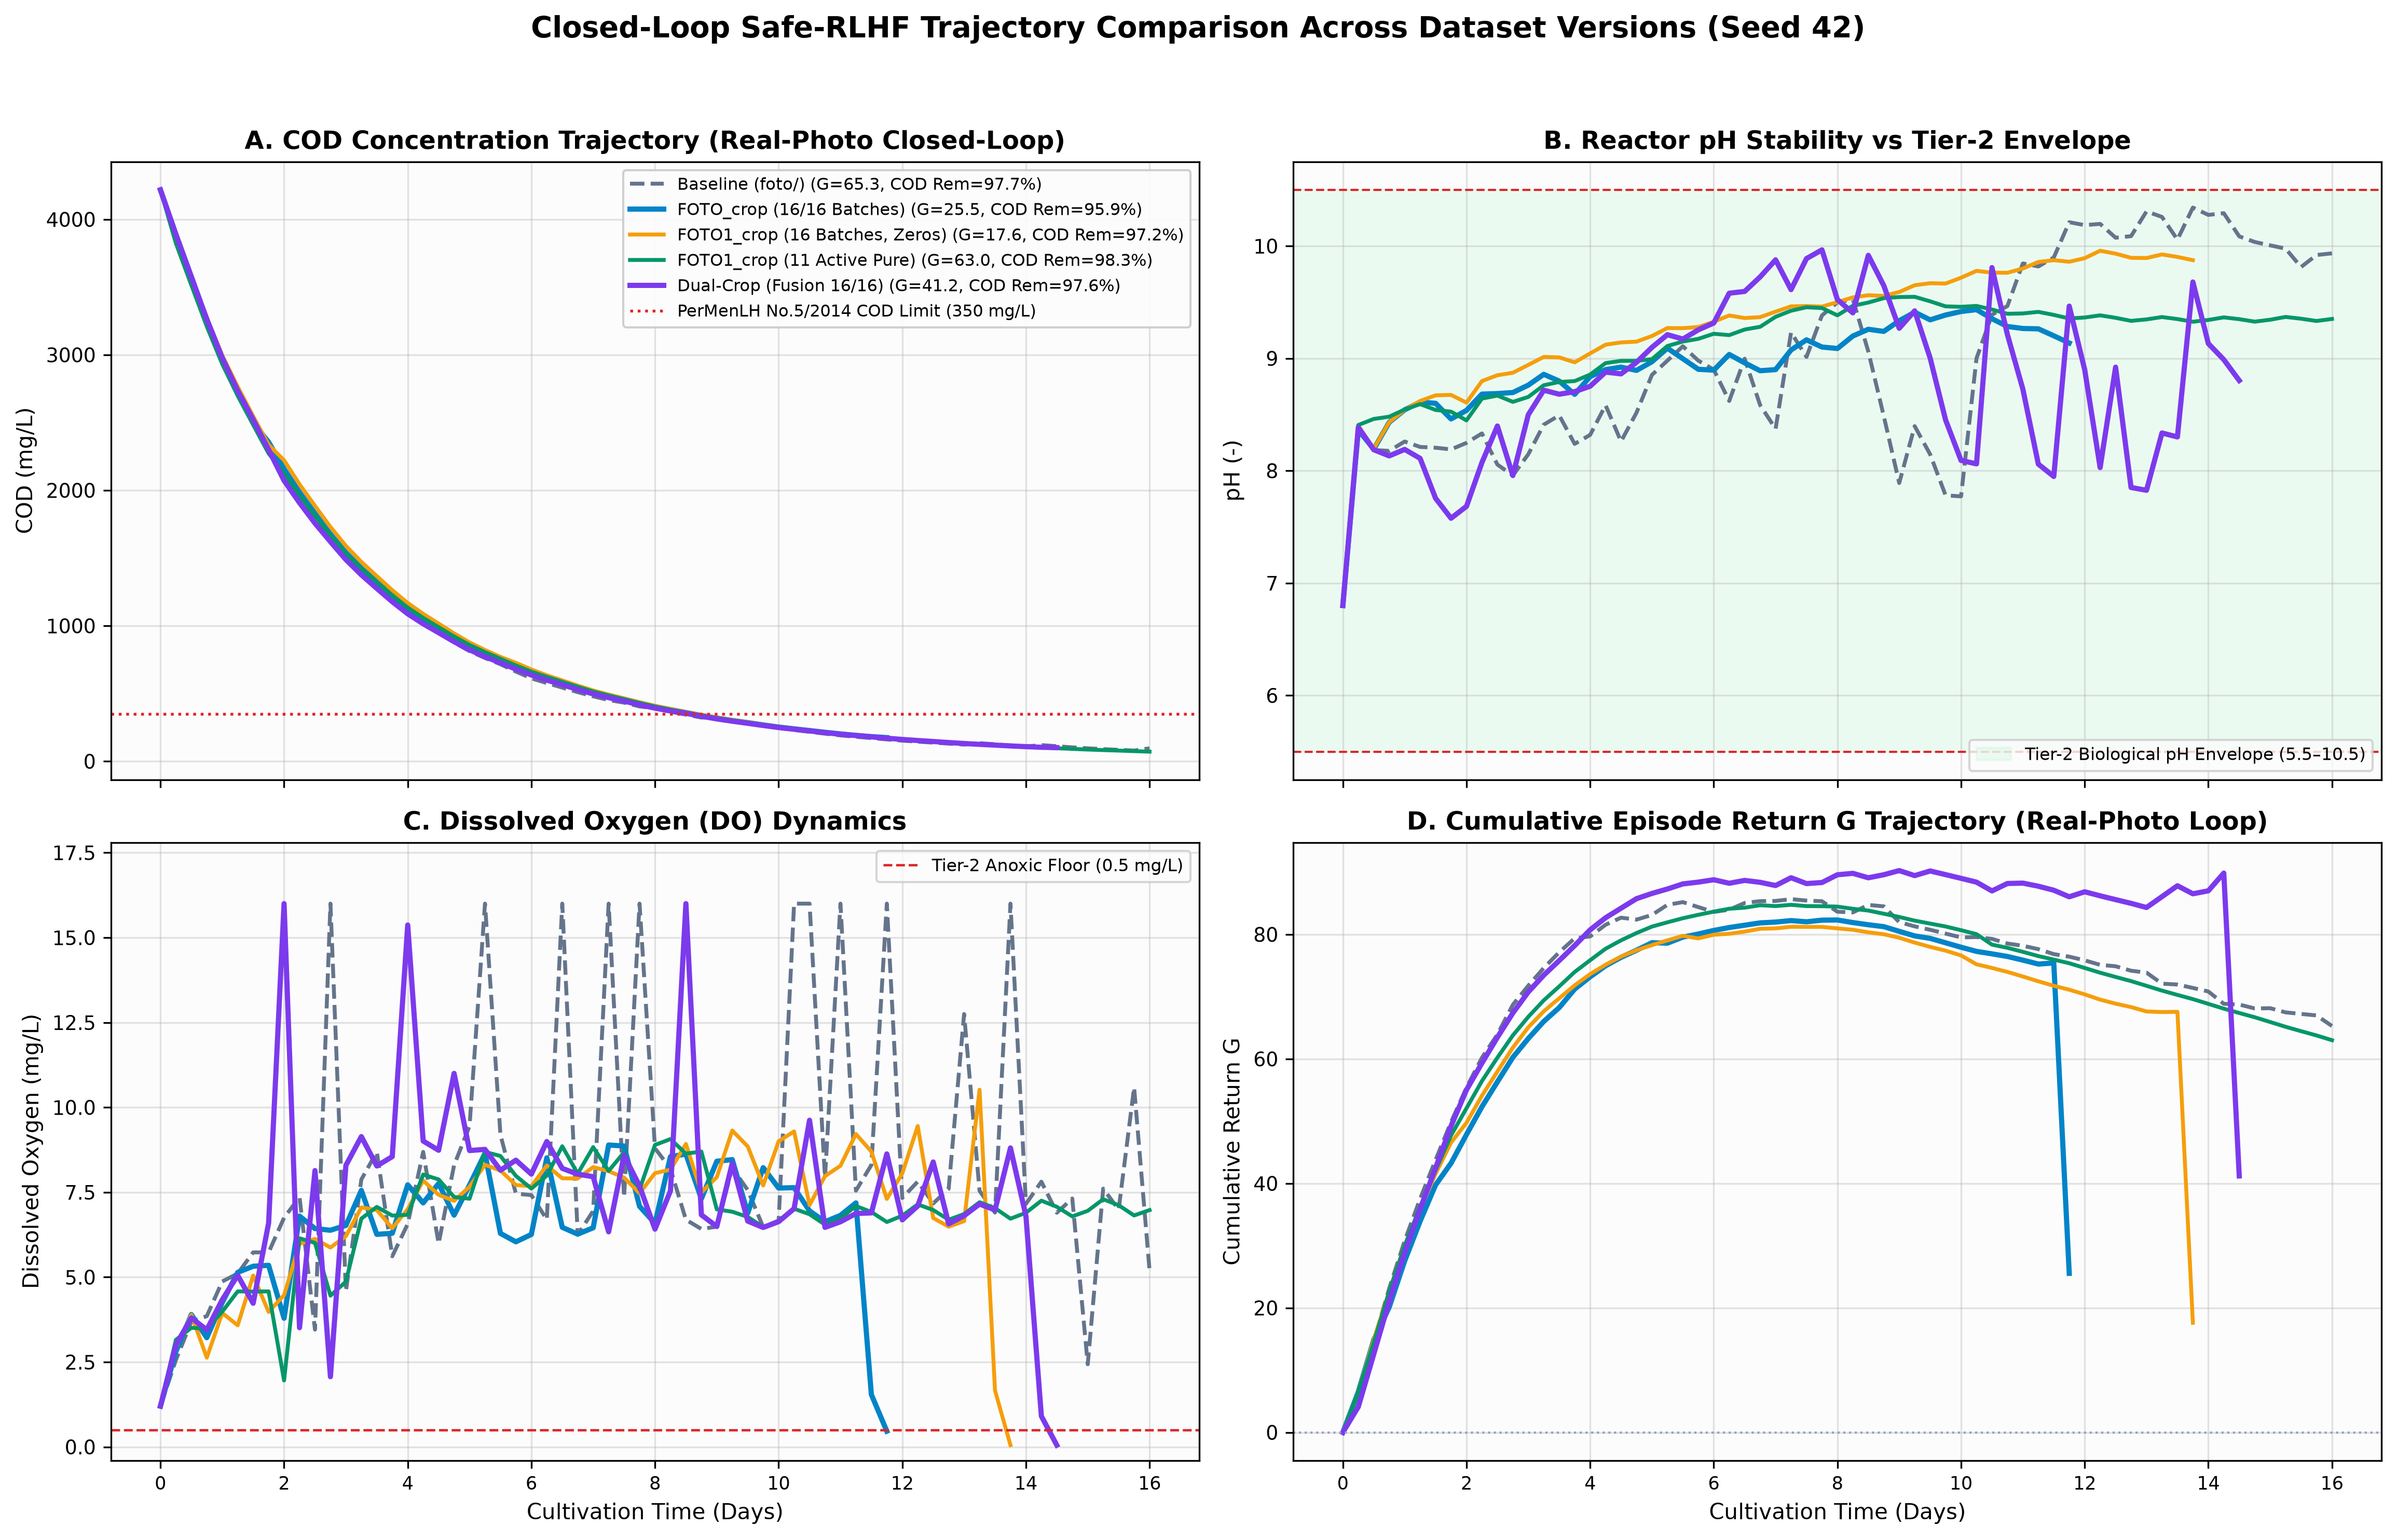 Closed-Loop Safe-RLHF Trajectory Comparison Across Dataset Versions (Seed 42)
A. COD Concentration Trajectory (Real-Photo Closed-Loop)
COD (mg/L)
4000
3000
2000
1000
0
Baseline (foto/) (G=65.3, COD Rem=97.7%)
FOTO_crop (16/16 Batches) (G=25.5, COD Rem=95.9%)
FOTO1_crop (16 Batches, Zeros) (G=17.6, COD Rem=97.2%)
FOTO1_crop (11 Active Pure) (G=63.0, COD Rem=98.3%)
Dual-Crop (Fusion 16/16) (G=41.2, COD Rem=97.6%)
PerMenLH No.5/2014 COD Limit (350 mg/L)
B. Reactor pH Stability vs Tier-2 Envelope
pH (-)
10
9
8
7
6
Tier-2 Biological pH Envelope (5.5–10.5)
C. Dissolved Oxygen (DO) Dynamics
Dissolved Oxygen (mg/L)
17.5
15.0
12.5
10.0
7.5
5.0
2.5
0.0
Tier-2 Anoxic Floor (0.5 mg/L)
0 2 4 6 8 10 12 14 16
Cultivation Time (Days)
D. Cumulative Episode Return G Trajectory (Real-Photo Loop)
Cumulative Return G
80
60
40
20
0
0 2 4 6 8 10 12 14 16
Cultivation Time (Days)